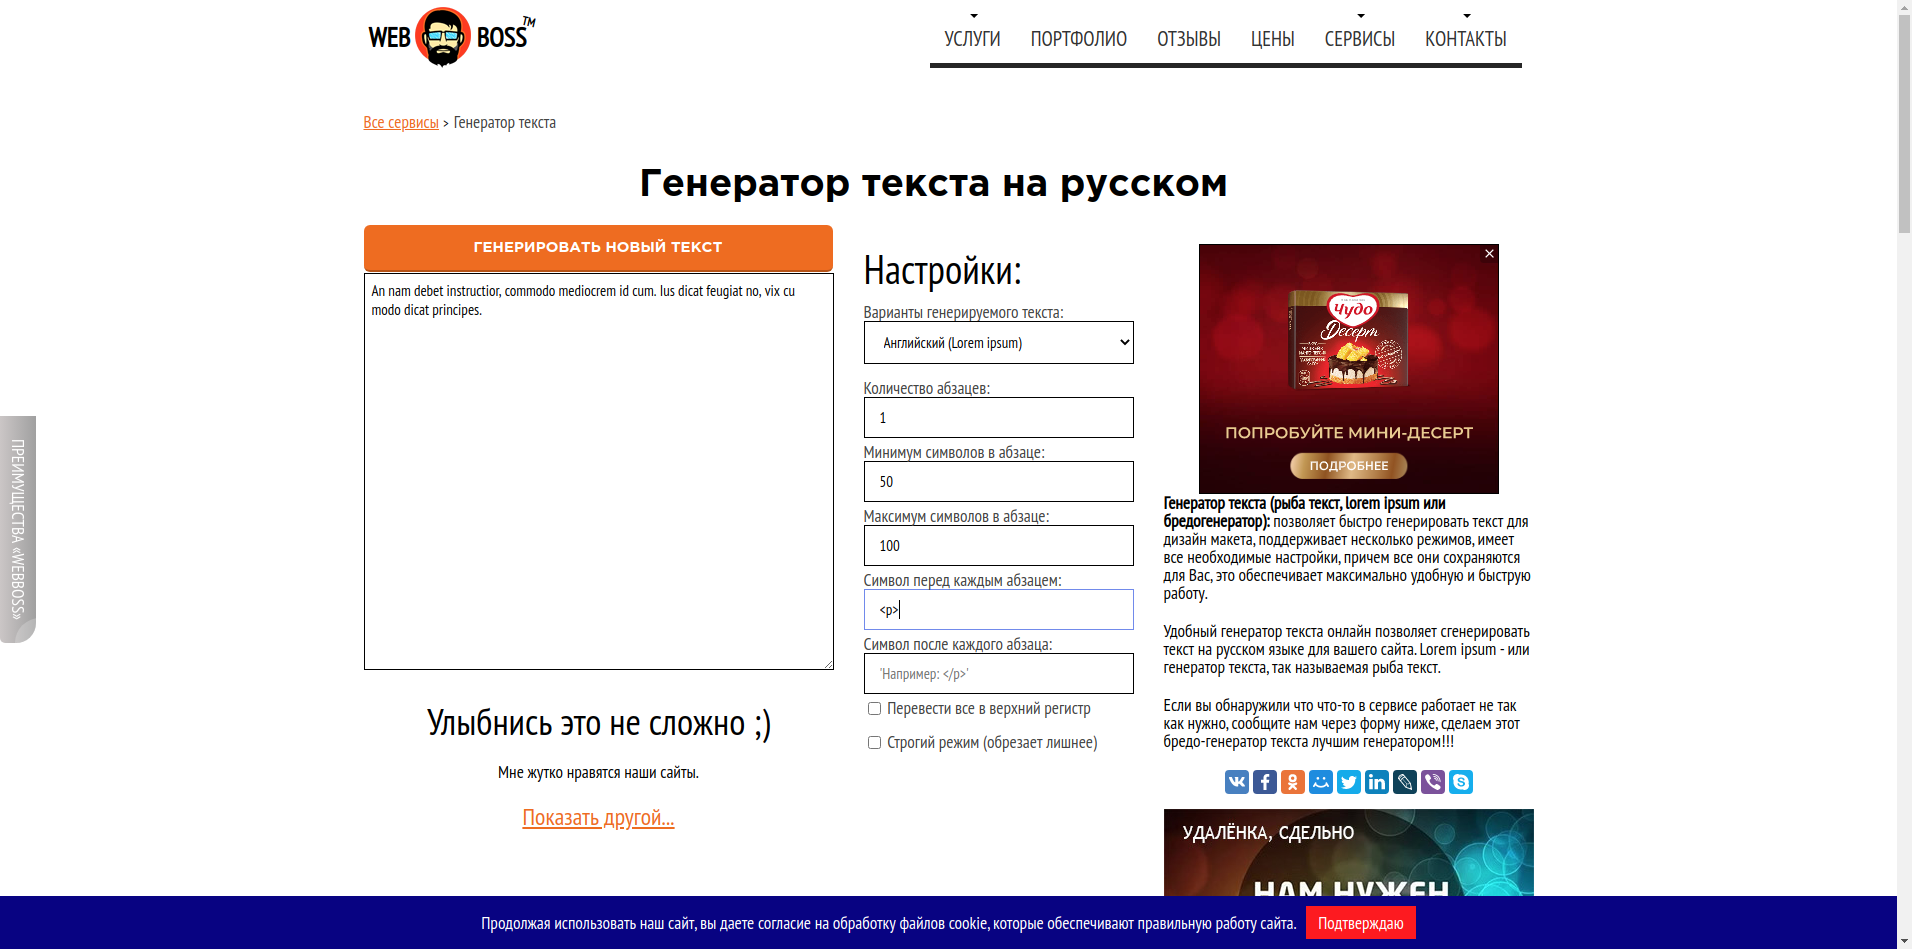 WEB BOSS™
УСЛУГИ ПОРТФОЛИО ОТЗЫВЫ ЦЕНЫ СЕРВИСЫ КОНТАКТЫ
Все сервисы > Генератор текста
Генератор текста на русском
ГЕНЕРИРОВАТЬ НОВЫЙ ТЕКСТ
An nam debet instructior, commodo mediocrem id cum. Ius dicat feugiat no, vix cu
modo dicat principes.
Улыбнись это не сложно ;)
Мне жутко нравятся наши сайты.
Показать другой...
Настройки:
Варианты генерируемого текста:
Английский (Lorem ipsum)
Количество абзацев:
1
Минимум символов в абзаце:
50
Максимум символов в абзаце:
100
Символ перед каждым абзацем:
<p>
Символ после каждого абзаца:
'Например: </p>'
Перевести все в верхний регистр
Строгий режим (обрезает лишнее)
Чудо
Десерт
ПОПРОБУЙТЕ МИНИ-ДЕСЕРТ
ПОДРОБНЕЕ
Генератор текста (рыба текст, lorem ipsum или
бредогенератор): позволяет быстро генерировать текст для
дизайн макета, поддерживает несколько режимов, имеет
все необходимые настройки, причем все они сохраняются
для Вас, это обеспечивает максимально удобную и быструю
работу.
Удобный генератор текста онлайн позволяет сгенерировать
текст на русском языке для вашего сайта. Lorem ipsum - или
генератор текста, так называемая рыба текст.
Если вы обнаружили что что-то в сервисе работает не так
как нужно, сообщите нам через форму ниже, сделаем этот
бредо-генератор текста лучшим генератором!!!
УДАЛЁНКА, СДЕЛЬНО
НАМ НУЖЕН
ПРЕИМУЩЕСТВА «WEBBOSS»
Продолжая использовать наш сайт, вы даете согласие на обработку файлов cookie, которые обеспечивают правильную работу сайта. Подтверждаю